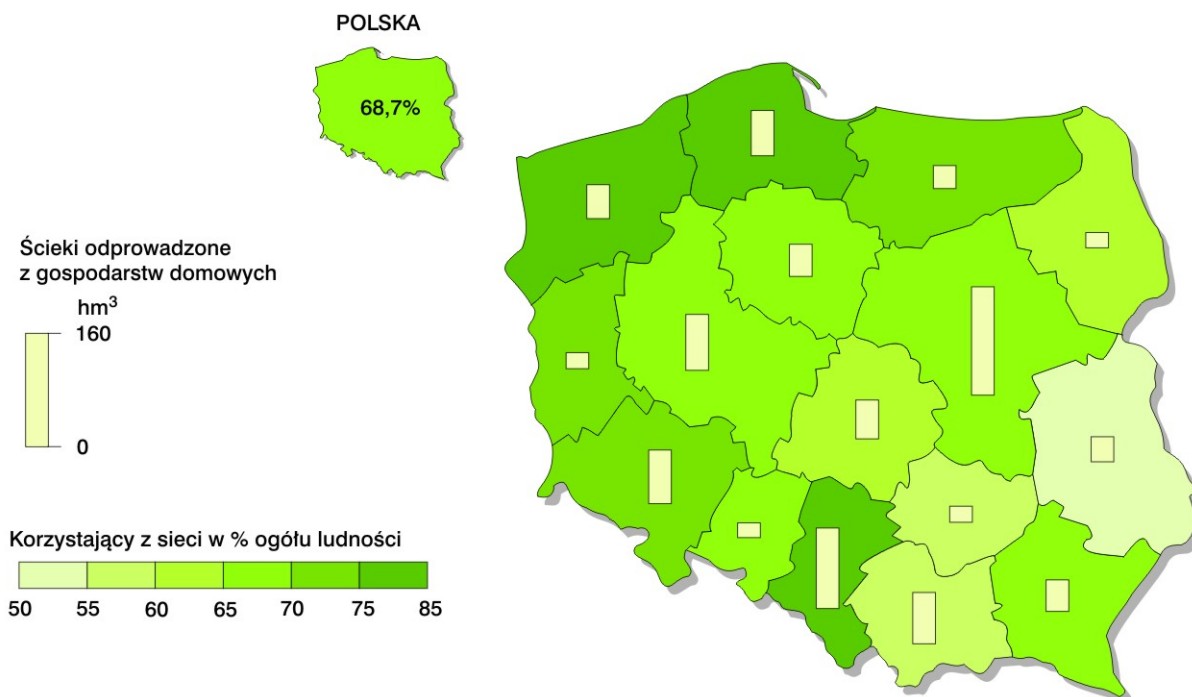 POLSKA
68,7%
Ścieki odprowadzone
z gospodarstw domowych
hm³
160
0
Korzystający z sieci w % ogółu ludności
50 55 60 65 70 75 85